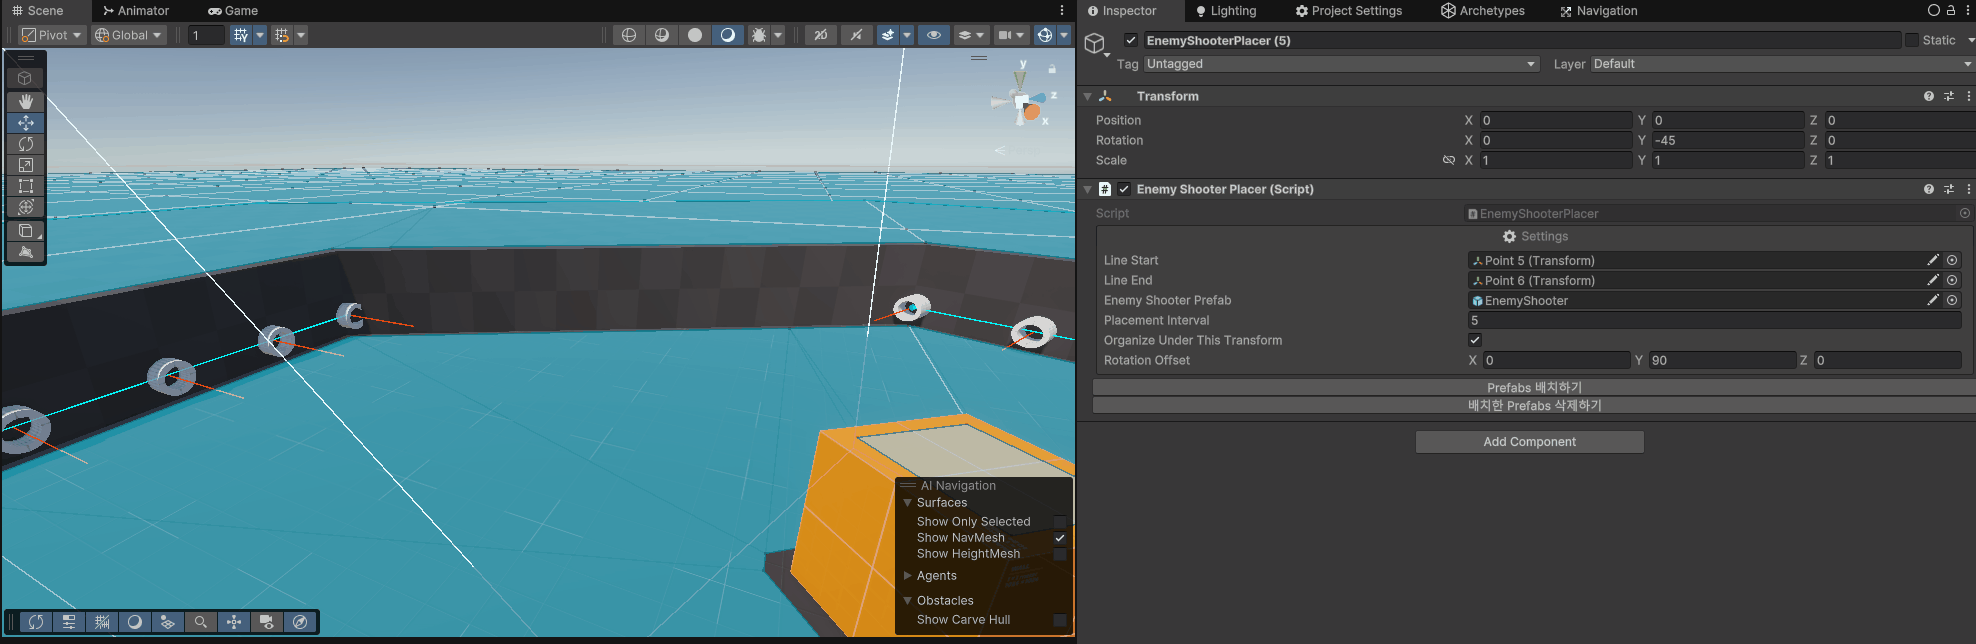 Scene
Animator
Game
Pivot
Global
1
2D
y
z
x
AI Navigation
Surfaces
Show Only Selected
Show NavMesh
Show HeightMesh
Agents
Obstacles
Show Carve Hull
Inspector
Lighting
Project Settings
Archetypes
Navigation
EnemyShooterPlacer (5)
Static
Tag Untagged
Layer Default
Transform
Position X 0 Y 0 Z 0
Rotation X 0 Y -45 Z 0
Scale X 1 Y 1 Z 1
# Enemy Shooter Placer (Script)
Script EnemyShooterPlacer
Settings
Line Start Point 5 (Transform)
Line End Point 6 (Transform)
Enemy Shooter Prefab EnemyShooter
Placement Interval 5
Organize Under This Transform
Rotation Offset X 0 Y 90 Z 0
Prefabs 배치하기
배치한 Prefabs 삭제하기
Add Component